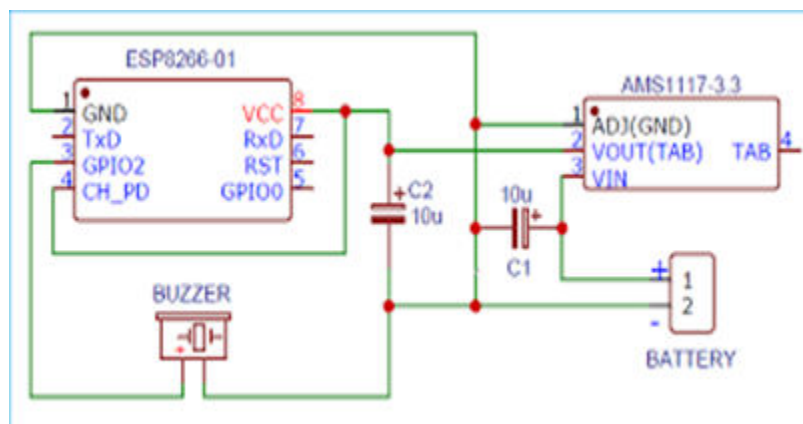 ESP8266-01
1 GND VCC 8
2 TxD RxD 7
3 GPIO2 RST 6
4 CH_PD GPIO0 5
AMS1117-3.3
1 ADJ(GND)
2 VOUT(TAB) TAB 4
3 VIN
+ C2
10u
10u
+
C1
+ 1
2
-
BATTERY
BUZZER
+